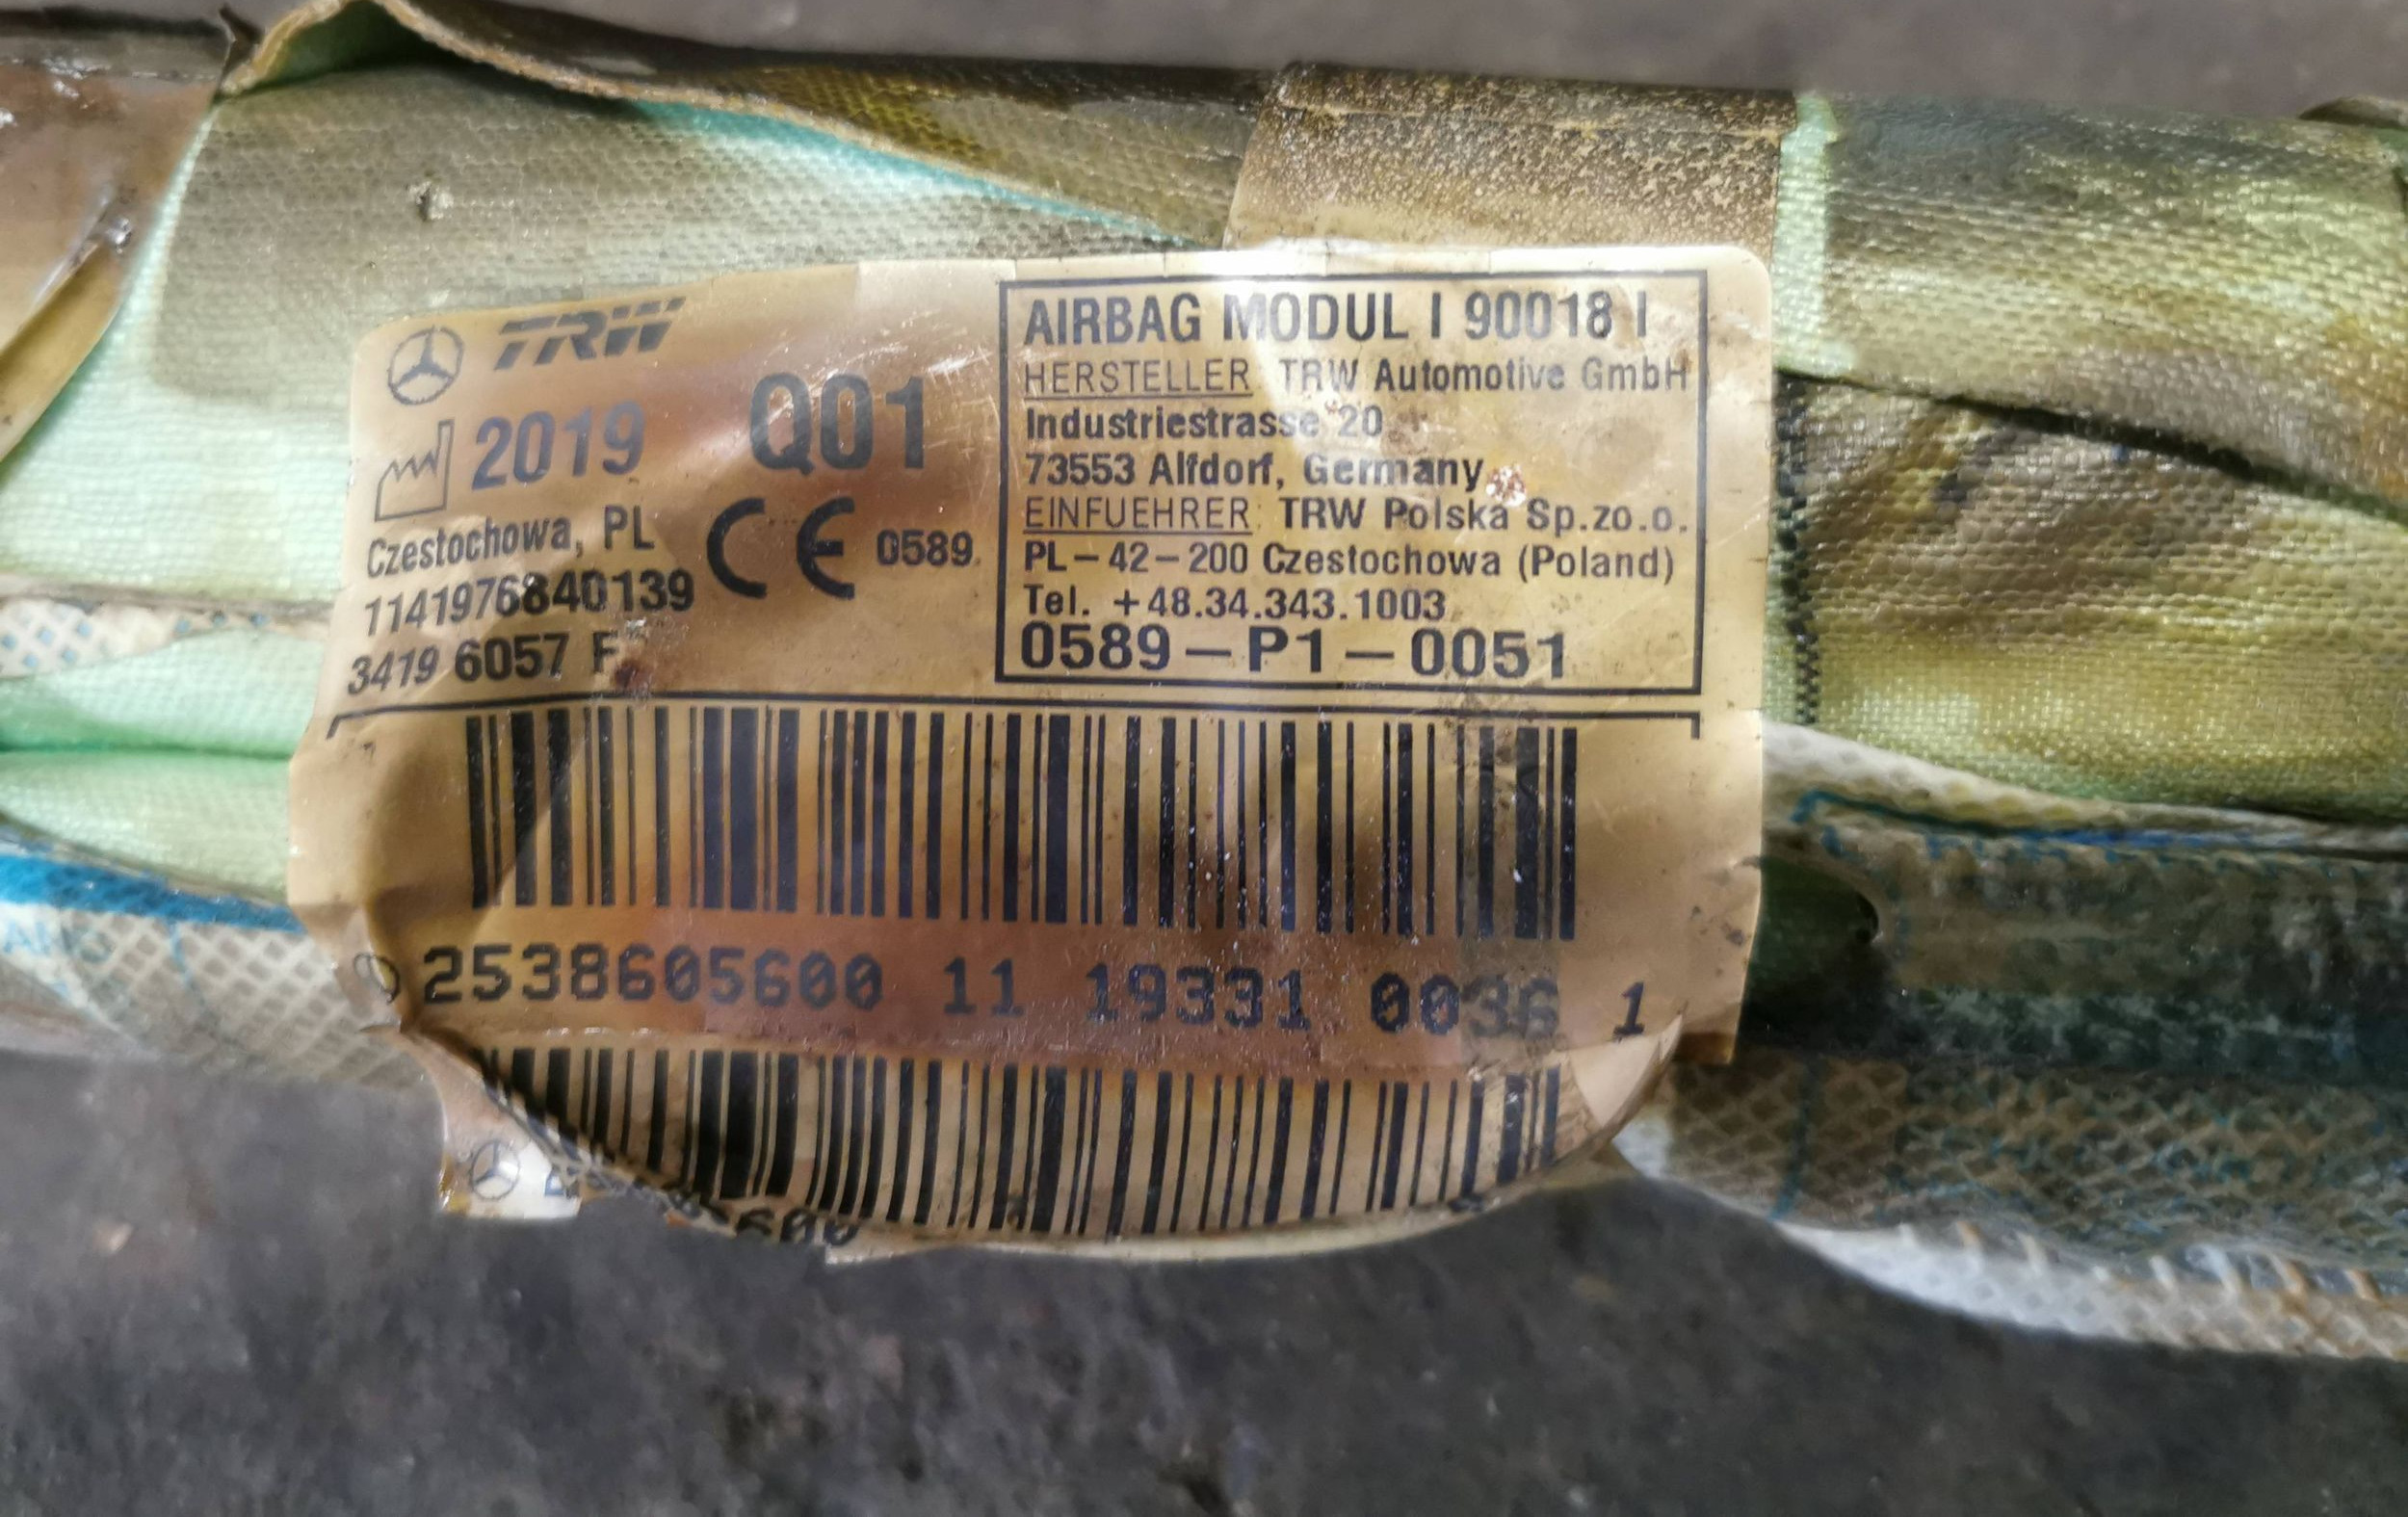 TRW
2019 Q01
Czestochowa, PL
CE 0589
1141976840139
3419 6057 F
AIRBAG MODUL I 90018 I
HERSTELLER: TRW Automotive GmbH
Industriestrasse 20
73553 Alfdorf, Germany
EINFUEHRER: TRW Polska Sp.zo.o.
PL-42-200 Czestochowa (Poland)
Tel. +48.34.343.1003
0589-P1-0051
2538605600 11 19331 0036 1